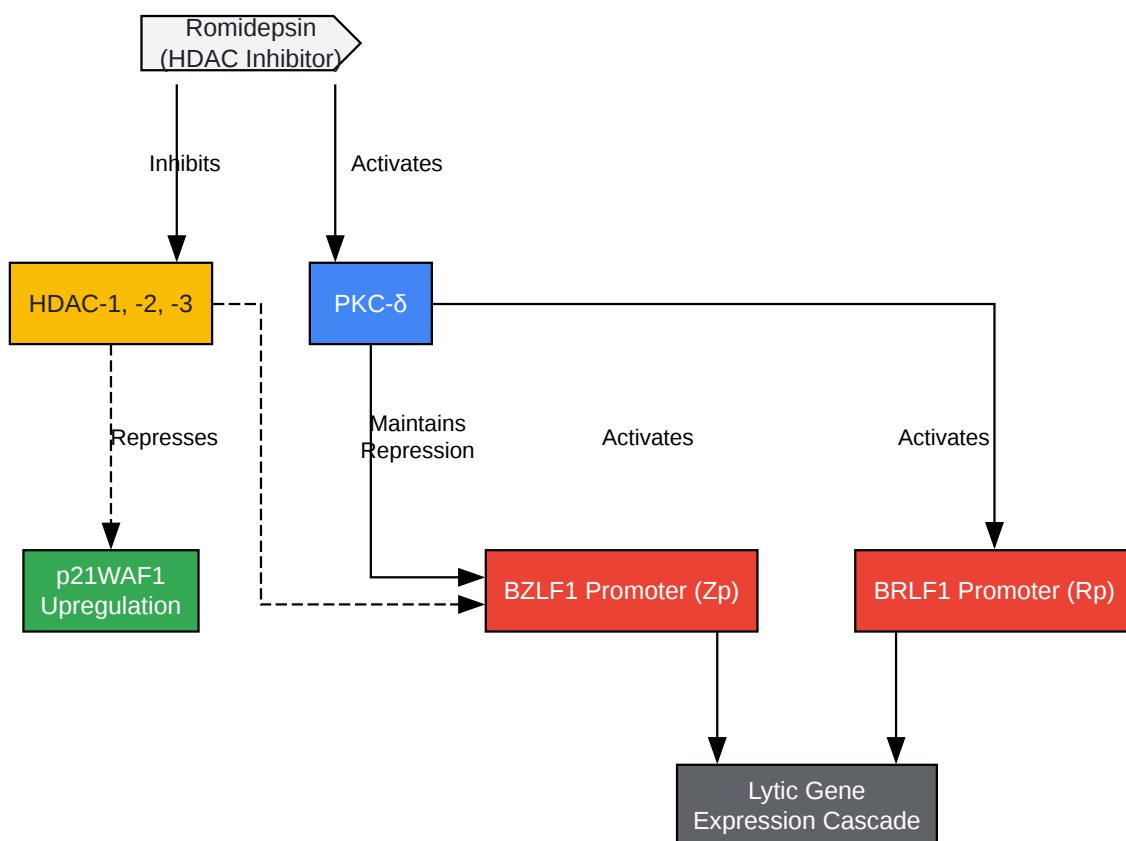 Romidepsin
(HDAC Inhibitor)
Inhibits
Activates
HDAC-1, -2, -3
PKC-δ
Represses
Maintains
Repression
Activates
Activates
p21WAF1
Upregulation
BZLF1 Promoter (Zp)
BRLF1 Promoter (Rp)
Lytic Gene
Expression Cascade